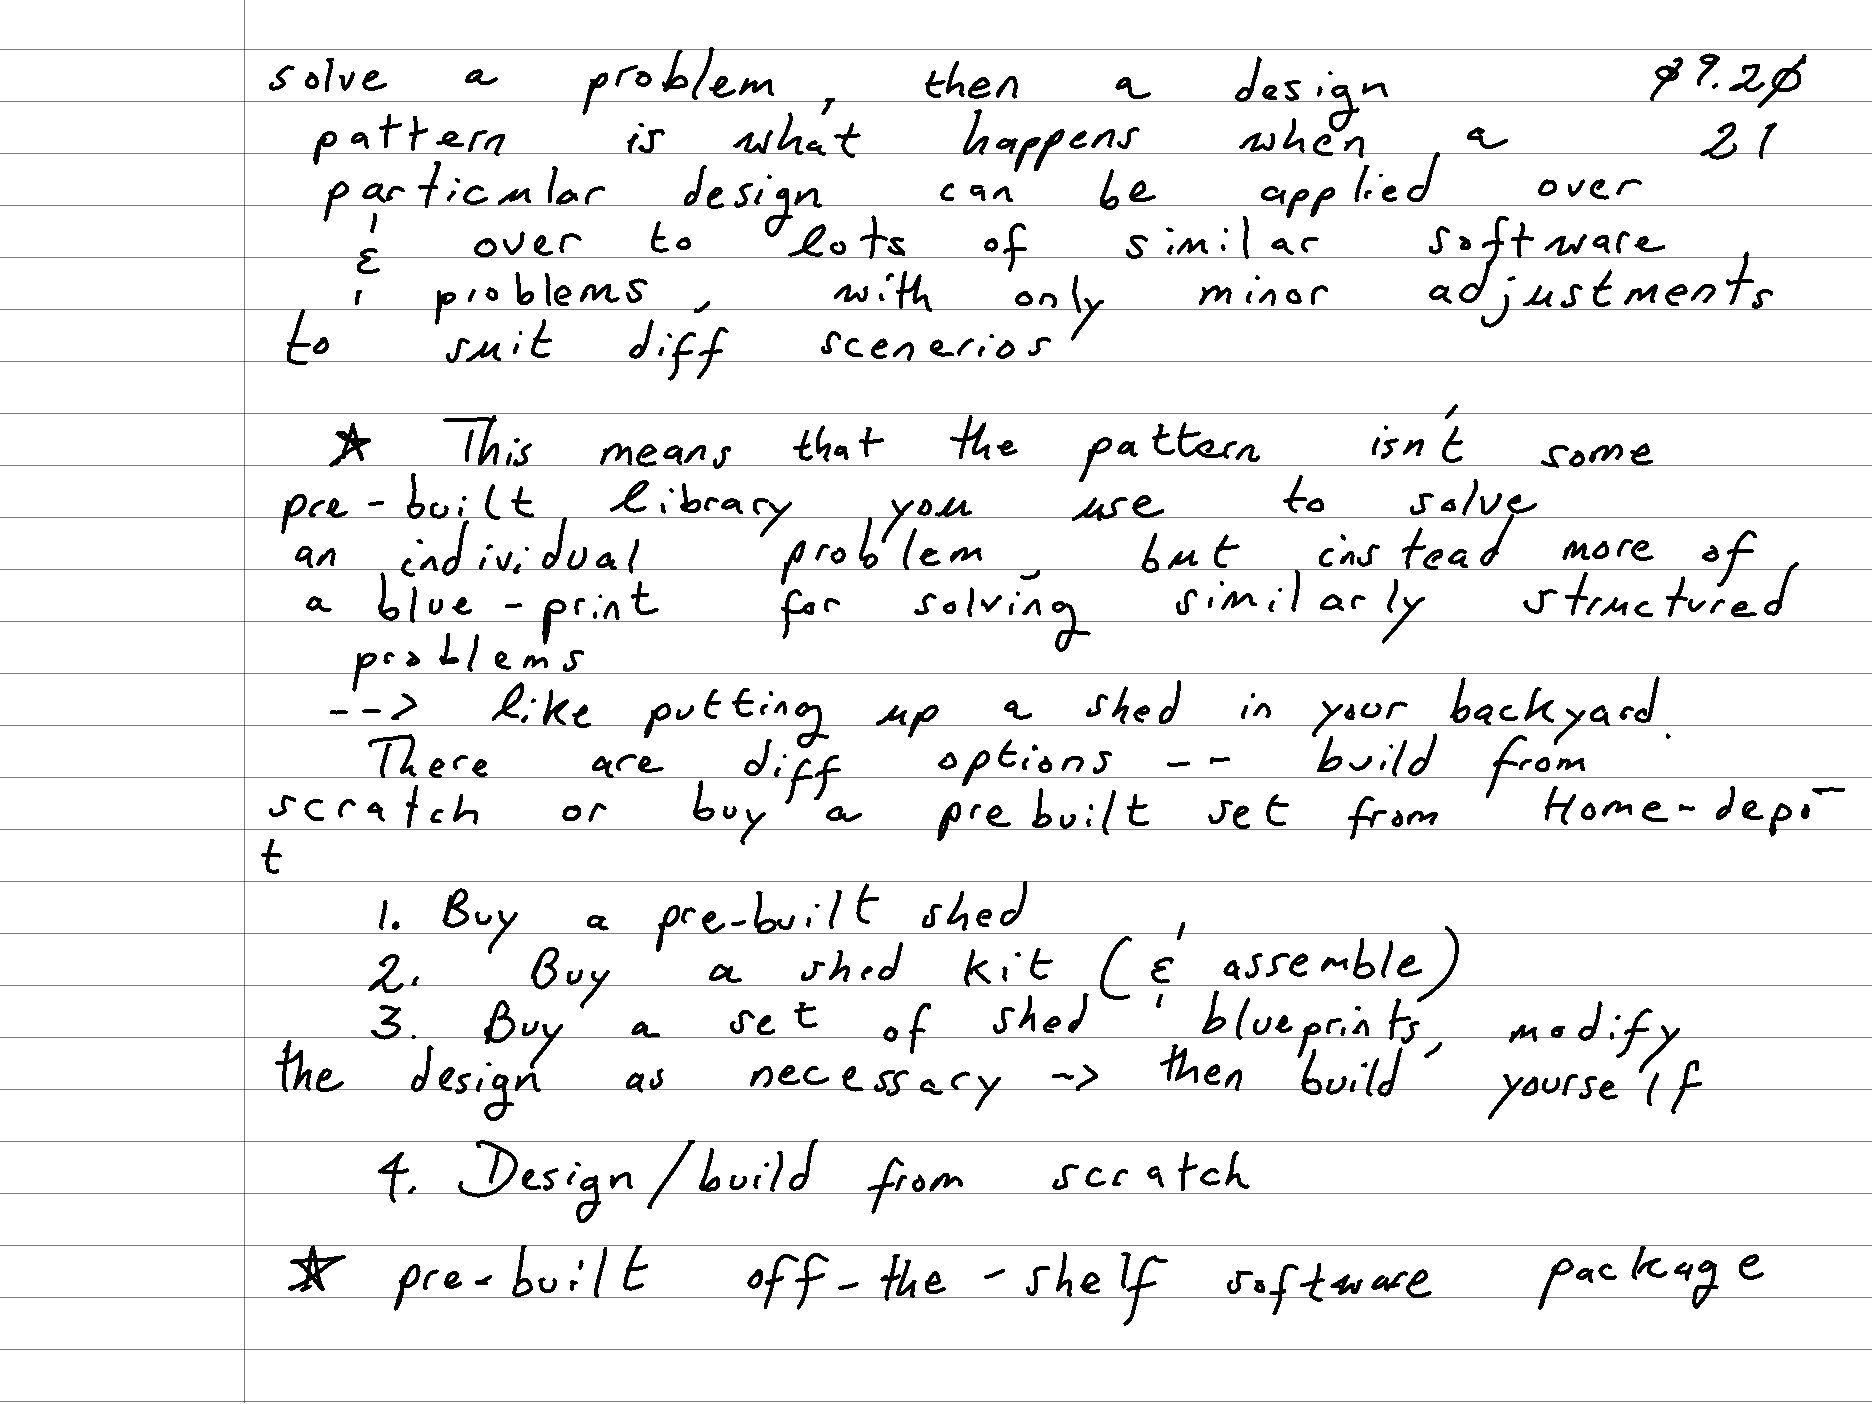 solve a problem, then a design 09.20
pattern is what happens when a 21
particular design can be applied over
& over to lots of similar software
problems, with only minor adjustments
to suit diff scenerios
☆ This means that the pattern isn't some
pre-built library you use to solve
an individual problem, but instead more of
a blue-print for solving similarly structured
problems
--> like putting up a shed in your backyard.
There are diff options -- build from
scratch or buy a prebuilt set from Home-depo-
t
1. Buy a pre-built shed
2. Buy a shed kit (& assemble)
3. Buy a set of shed blueprints, modify
the design as necessary -> then build yourself
4. Design/build from scratch
☆ pre-built off-the-shelf software package